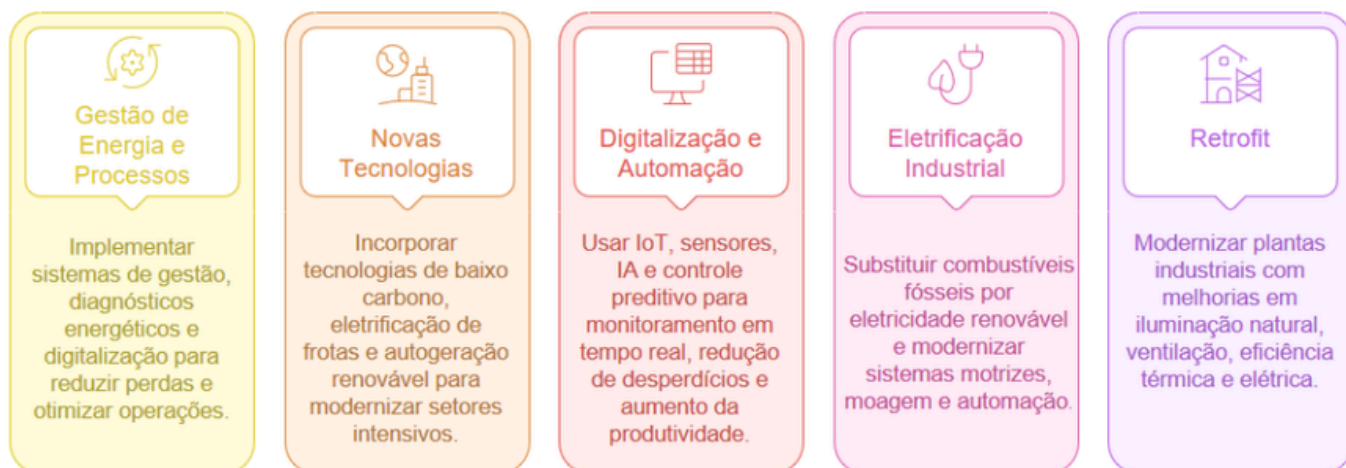 Gestão de
Energia e
Processos
Implementar
sistemas de gestão,
diagnósticos
energéticos e
digitalização para
reduzir perdas e
otimizar operações.
Novas
Tecnologias
Incorporar
tecnologias de baixo
carbono,
eletrificação de
frotas e autogeração
renovável para
modernizar setores
intensivos.
Digitalização e
Automação
Usar IoT, sensores,
IA e controle
preditivo para
monitoramento em
tempo real, redução
de desperdícios e
aumento da
produtividade.
Eletrificação
Industrial
Substituir combustíveis
fósseis por
eletricidade renovável
e modernizar
sistemas motrizes,
moagem e automação.
Retrofit
Modernizar plantas
industriais com
melhorias em
iluminação natural,
ventilação, eficiência
térmica e elétrica.